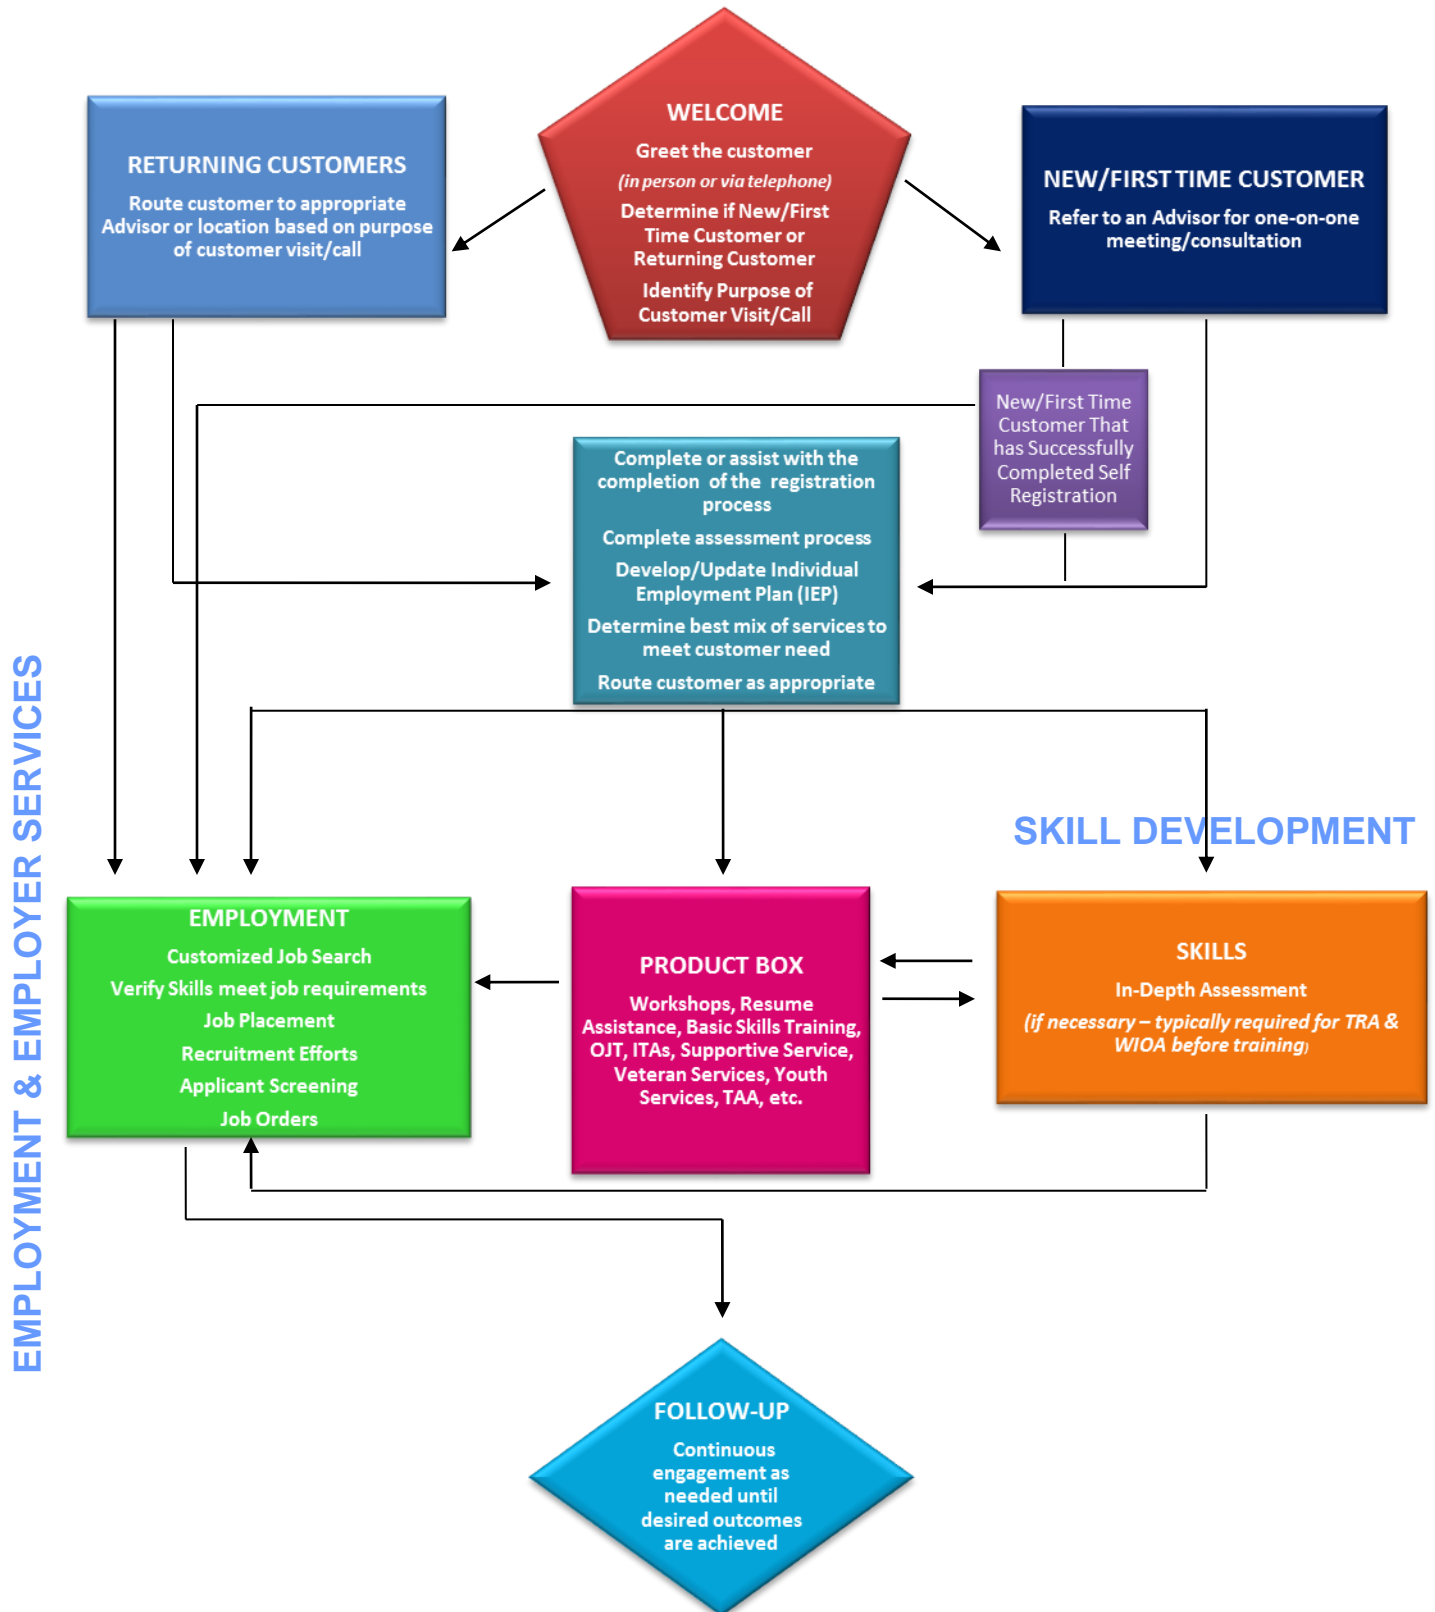 WELCOME
Greet the customer
(in person or via telephone)
Determine if New/First
Time Customer or
Returning Customer
Identify Purpose of
Customer Visit/Call
RETURNING CUSTOMERS
Route customer to appropriate
Advisor or location based on purpose
of customer visit/call
NEW/FIRST TIME CUSTOMER
Refer to an Advisor for one-on-one
meeting/consultation
New/First Time
Customer That
has Successfully
Completed Self
Registration
Complete or assist with the
completion of the registration
process
Complete assessment process
Develop/Update Individual
Employment Plan (IEP)
Determine best mix of services to
meet customer need
Route customer as appropriate
EMPLOYMENT & EMPLOYER SERVICES
SKILL DEVELOPMENT
EMPLOYMENT
Customized Job Search
Verify Skills meet job requirements
Job Placement
Recruitment Efforts
Applicant Screening
Job Orders
PRODUCT BOX
Workshops, Resume
Assistance, Basic Skills Training,
OJT, ITAs, Supportive Service,
Veteran Services, Youth
Services, TAA, etc.
SKILLS
In-Depth Assessment
(if necessary – typically required for TRA &
WIOA before training)
FOLLOW-UP
Continuous
engagement as
needed until
desired outcomes
are achieved